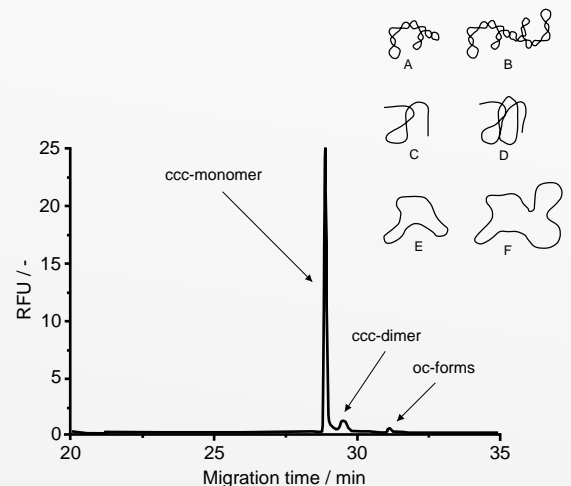 A
B
C
D
E
F
25
20
15
10
5
0
RFU / -
ccc-monomer
ccc-dimer
oc-forms
20
25
30
35
Migration time / min